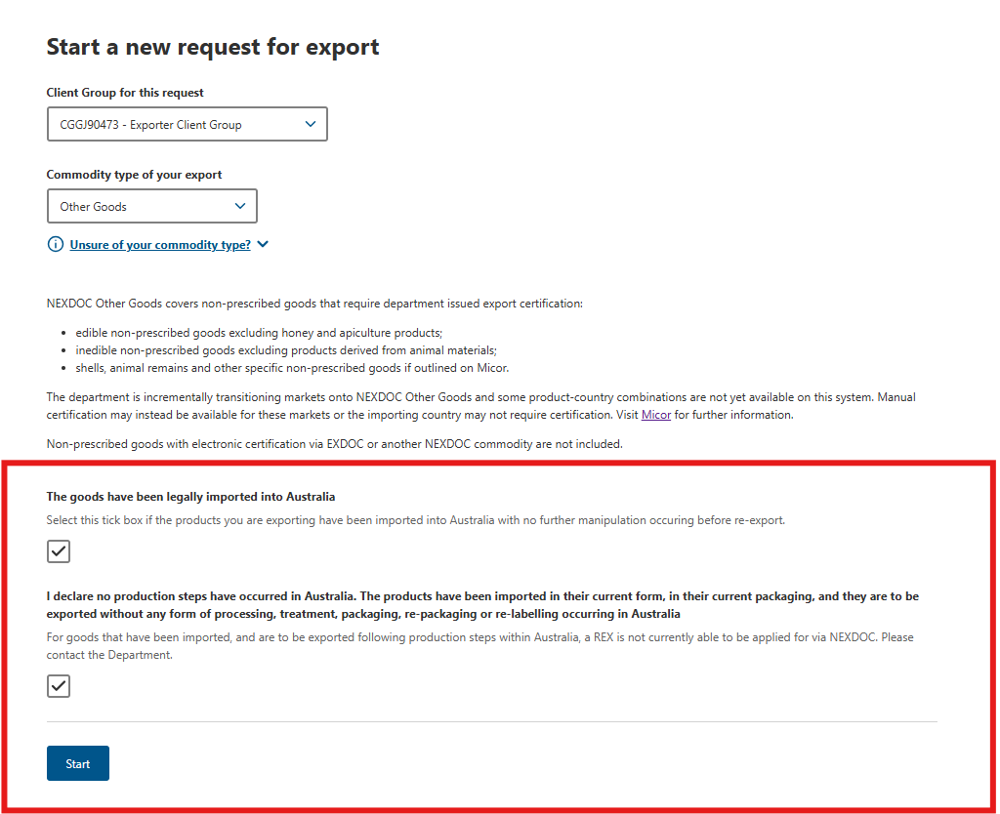 Start a new request for export
Client Group for this request
CGGJ90473 - Exporter Client Group
Commodity type of your export
Other Goods
Unsure of your commodity type?
NEXDOC Other Goods covers non-prescribed goods that require department issued export certification:
• edible non-prescribed goods excluding honey and apiculture products;
• inedible non-prescribed goods excluding products derived from animal materials;
• shells, animal remains and other specific non-prescribed goods if outlined on Micor.
The department is incrementally transitioning markets onto NEXDOC Other Goods and some product-country combinations are not yet available on this system. Manual
certification may instead be available for these markets or the importing country may not require certification. Visit Micor for further information.
Non-prescribed goods with electronic certification via EXDOC or another NEXDOC commodity are not included.
The goods have been legally imported into Australia
Select this tick box if the products you are exporting have been imported into Australia with no further manipulation occuring before re-export.
I declare no production steps have occurred in Australia. The products have been imported in their current form, in their current packaging, and they are to be
exported without any form of processing, treatment, packaging, re-packaging or re-labelling occurring in Australia
For goods that have been imported, and are to be exported following production steps within Australia, a REX is not currently able to be applied for via NEXDOC. Please
contact the Department.
Start